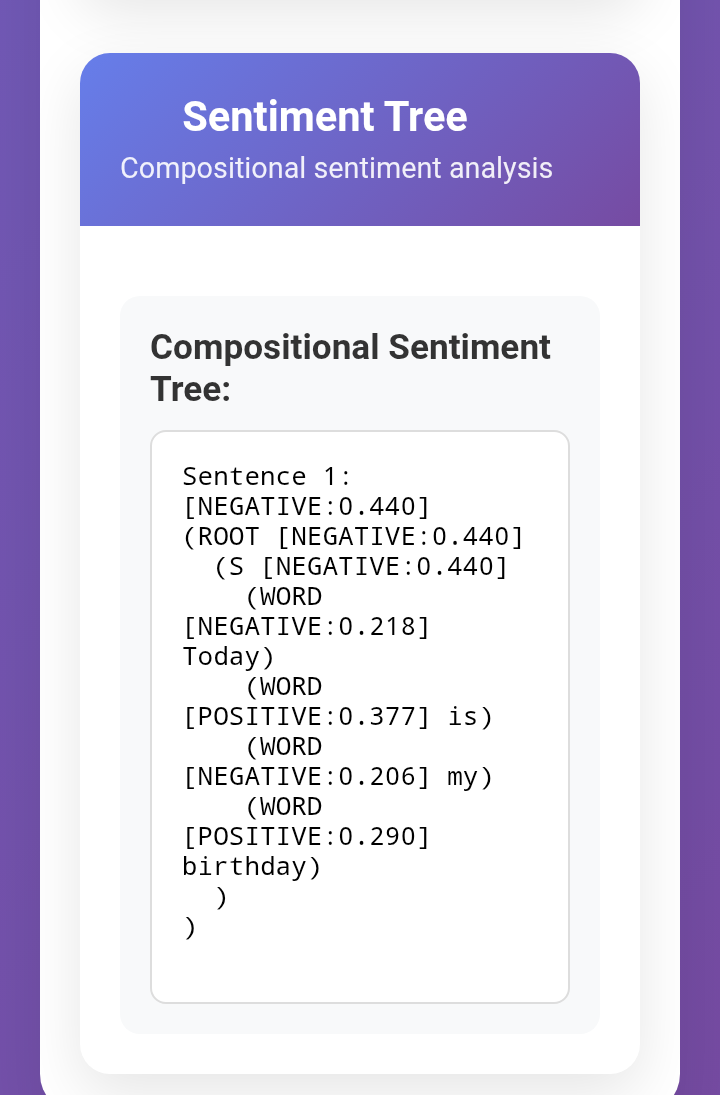 Sentiment Tree
Compositional sentiment analysis
Compositional Sentiment
Tree:
Sentence 1:
[NEGATIVE:0.440]
(ROOT [NEGATIVE:0.440]
  (S [NEGATIVE:0.440]
    (WORD
[NEGATIVE:0.218]
Today)
    (WORD
[POSITIVE:0.377] is)
    (WORD
[NEGATIVE:0.206] my)
    (WORD
[POSITIVE:0.290]
birthday)
  )
)